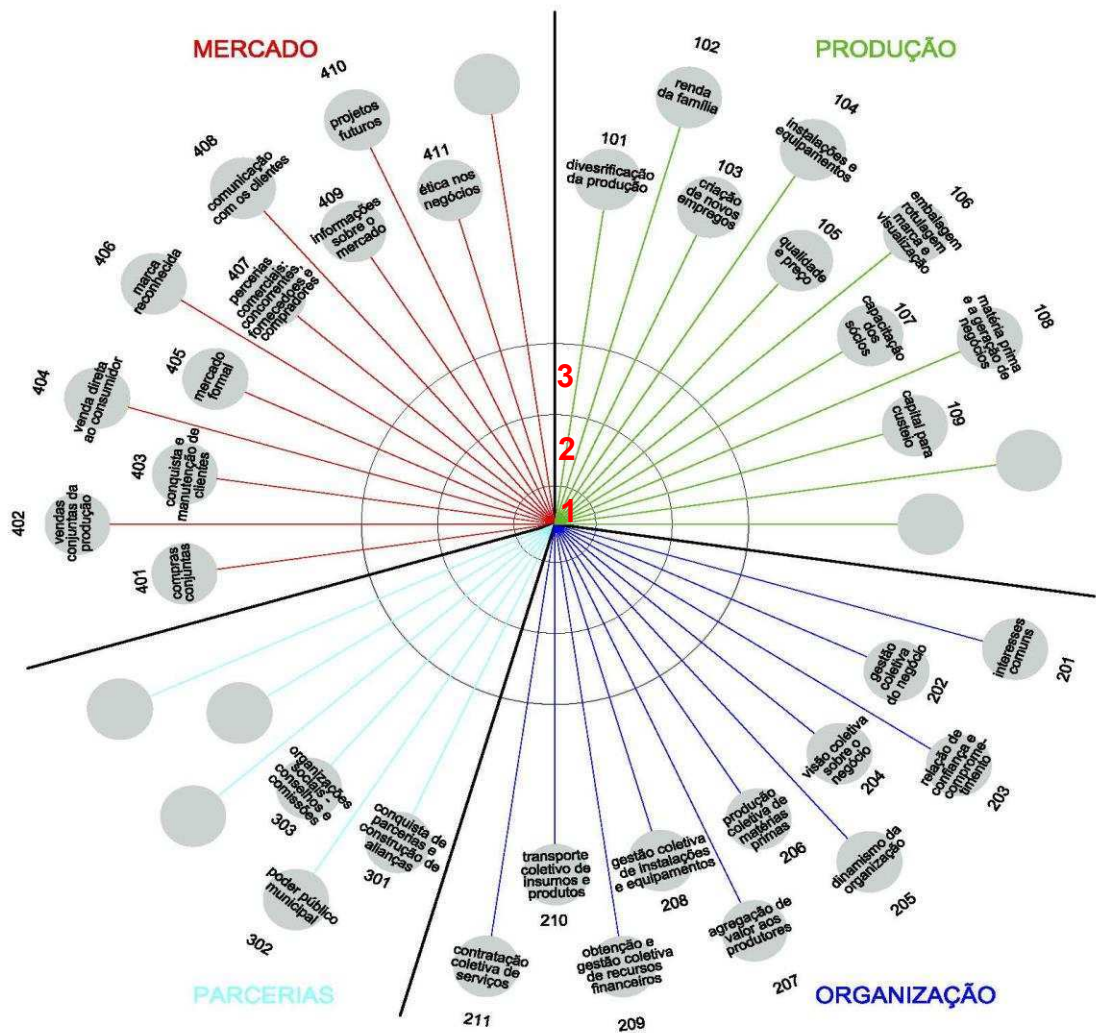 MERCADO
PRODUÇÃO
410
projetos
futuros
408
comunicação
com os clientes
411
ética nos
negócios
409
informações
sobre o
mercado
406
marca
reconhecida
407
percerias
comerciais:
concorrentes,
fornecedoes e
compradores
405
mercado
formal
404
venda direta
ao consumidor
403
conquista e
manutenção de
clientes
402
vendas
conjuntas da
produção
401
compras
conjuntas
102
renda
da família
101
divesrificação
da produção
104
instalações e
equipamentos
103
criação
de novos
empregos
106
embalagem
rotulagem
marca e
visualização
105
qualidade
e preço
108
matéria prima
e a geração de
negócios
107
capacitação
dos
sócios
109
capital para
custeio
3
2
1
interesses
comuns
201
gestão
coletiva
do negócio
202
relação de
confiança e
comprome-
timento
203
visão coletiva
sobre o
negócio
204
dinamismo da
organização
205
produção
coletiva de
matérias
primas
206
agregação de
valor aos
produtores
207
gestão coletiva
de instalações
e equipamentos
208
obtenção e
gestão coletiva
de recursos
financeiros
209
transporte
coletivo de
insumos e
produtos
210
contratação
coletiva de
serviços
211
conquista de
parcerias e
construção de
alianças
301
poder público
municipal
302
organizações
sociais -
conselhos e
comissões
303
PARCERIAS
ORGANIZAÇÃO